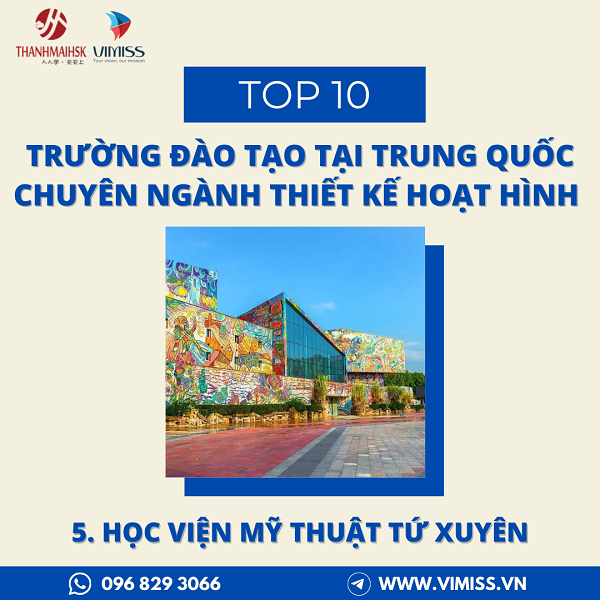 THANHMAIHSK
VIMISS
Your vision, our mission
TOP 10
TRƯỜNG ĐÀO TẠO TẠI TRUNG QUỐC
CHUYÊN NGÀNH THIẾT KẾ HOẠT HÌNH
5. HỌC VIỆN MỸ THUẬT TỨ XUYÊN
096 829 3066
WWW.VIMISS.VN